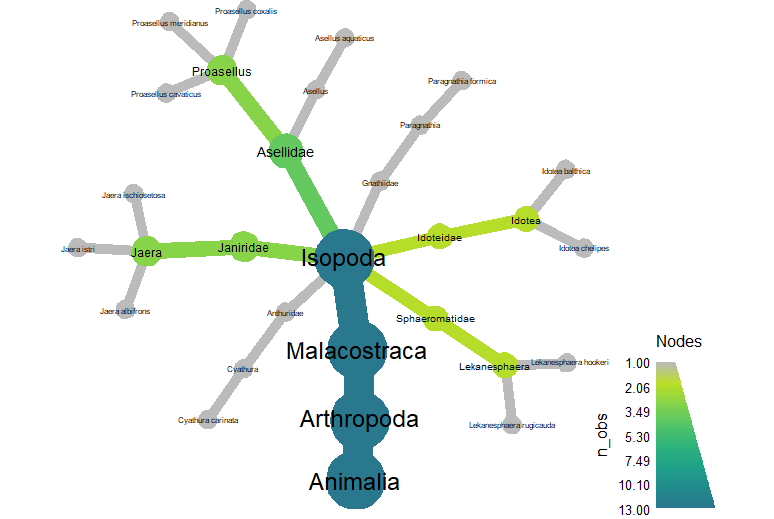 Proasellus coxalis
Proasellus meridianus
Asellus aquaticus
Proasellus
Paragnathia formica
Proasellus cavaticus
Asellus
Paragnathia
Asellidae
Idotea balthica
Gnathiidae
Jaera ischiosetosa
Idotea
Idoteidae
Jaera istri
Jaera
Janiridae
Idotea chelipes
Isopoda
Jaera albifrons
Anthuridae
Sphaeromatidae
Nodes
Malacostraca
Lekanesphaera hookeri
1.00
Cyathura
Lekanesphaera
2.06
3.49
Cyathura carinata
Arthropoda
Lekanesphaera rugicauda
n_obs
5.30
7.49
Animalia
10.10
13.00